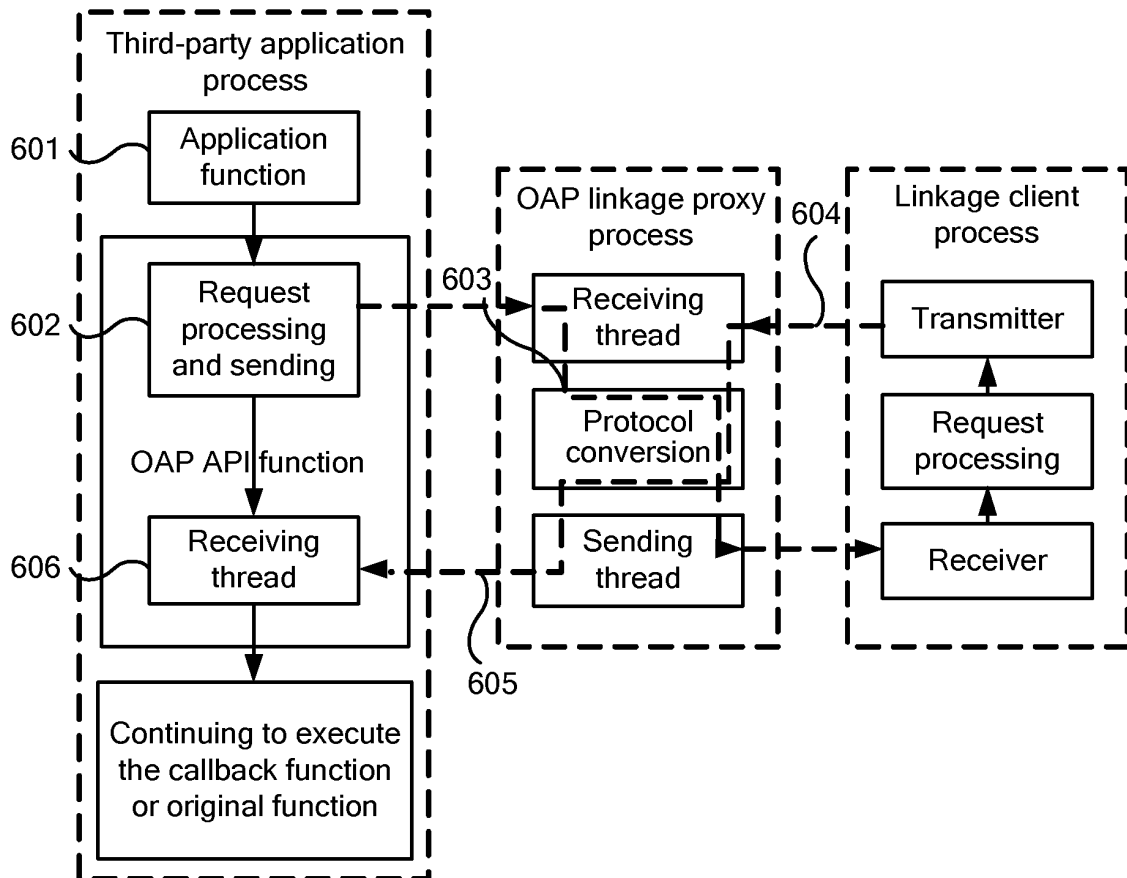 Third-party application
process
601
Application
function
602
Request
processing
and sending
OAP API function
606
Receiving
thread
Continuing to execute
the callback function
or original function
603
OAP linkage proxy
process
Receiving
thread
Protocol
conversion
Sending
thread
605
604
Linkage client
process
Transmitter
Request
processing
Receiver